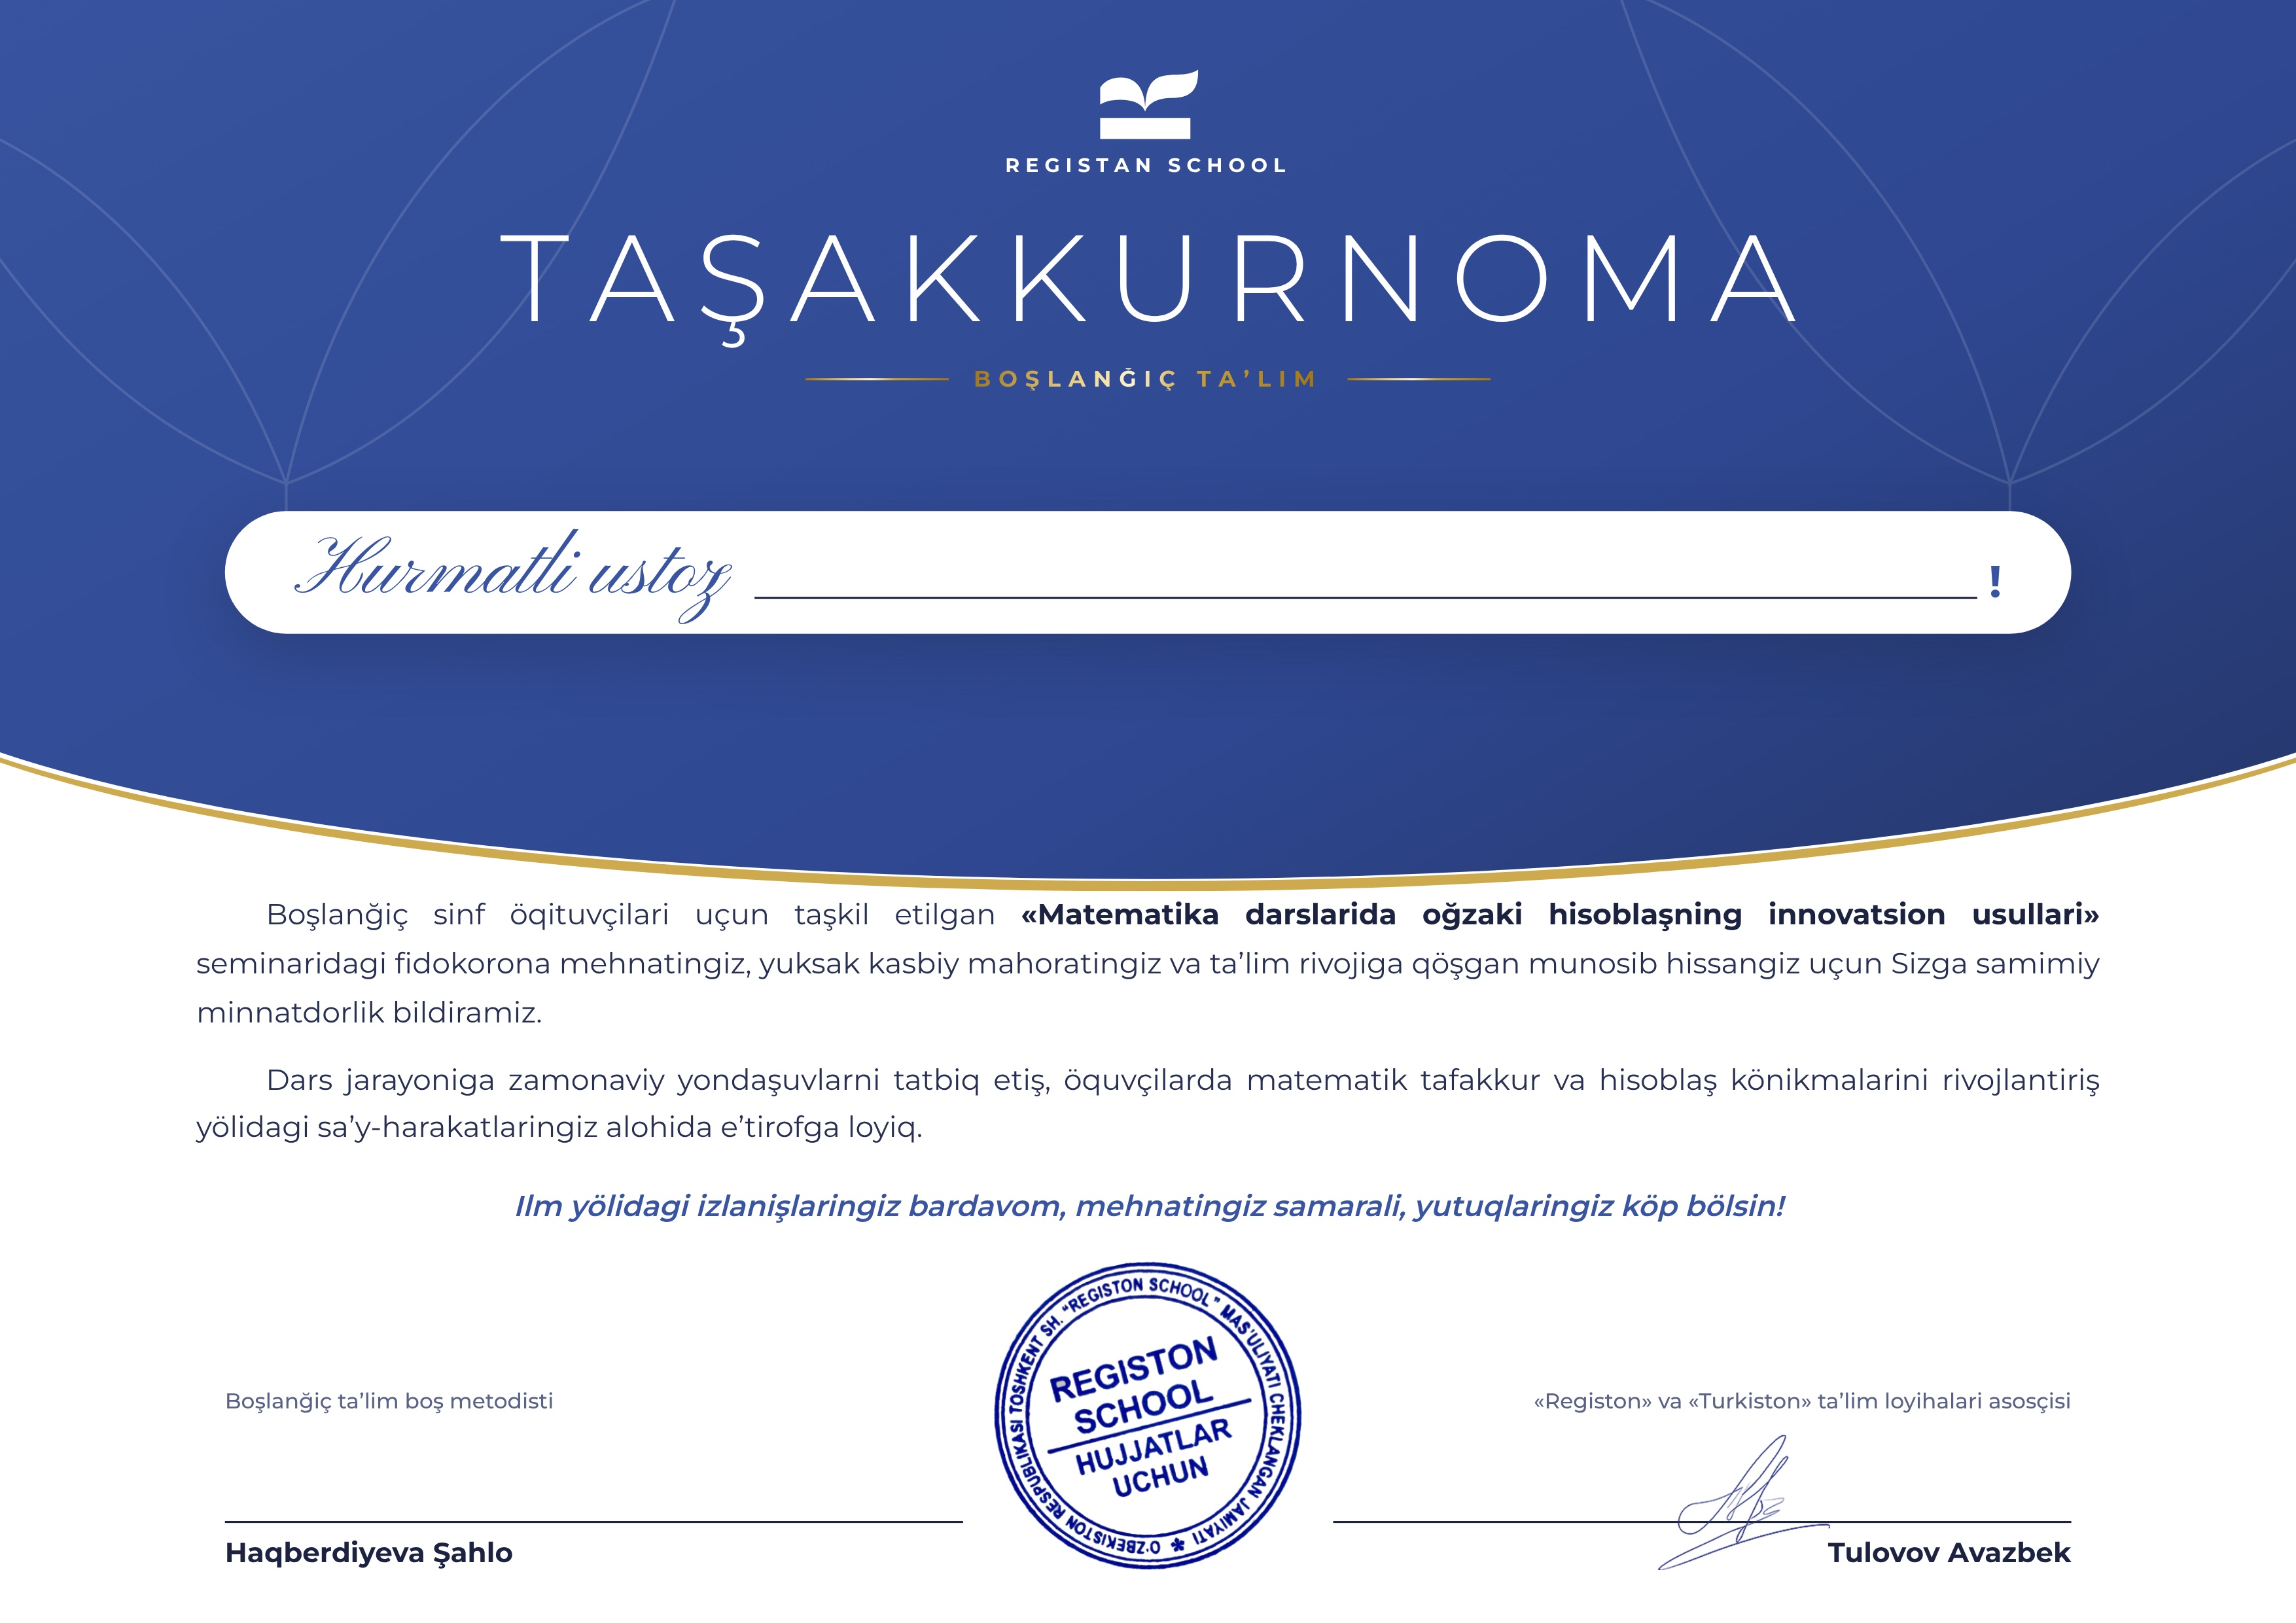 REGISTAN SCHOOL
TAŞAKKURNOMA
BOŞLANĞIÇ TA’LIM
Hurmatli ustoz !
Boşlanğiç sinf öqituvçilari uçun taşkil etilgan «Matematika darslarida oğzaki hisoblaşning innovatsion usullari»
seminaridagi fidokorona mehnatingiz, yuksak kasbiy mahoratingiz va ta’lim rivojiga qöşgan munosib hissangiz uçun Sizga samimiy
minnatdorlik bildiramiz.
Dars jarayoniga zamonaviy yondaşuvlarni tatbiq etiş, öquvçilarda matematik tafakkur va hisoblaş könikmalarini rivojlantiriş
yölidagi sa’y-harakatlaringiz alohida e’tirofga loyiq.
Ilm yölidagi izlanişlaringiz bardavom, mehnatingiz samarali, yutuqlaringiz köp bölsin!
Boşlanğiç ta’lim boş metodisti
Haqberdiyeva Şahlo
O‘ZBEKISTON RESPUBLIKASI TOSHKENT SH. "REGISTON SCHOOL" MAS'ULIYATI CHEKLANGAN JAMIYATI
REGISTON
SCHOOL
HUJJATLAR
UCHUN
«Registon» va «Turkiston» ta’lim loyihalari asosçisi
Tulovov Avazbek